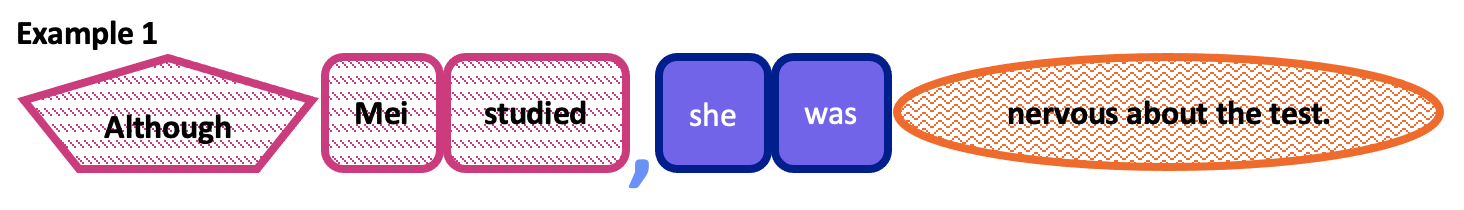 Example 1
Although Mei studied, she was nervous about the test.